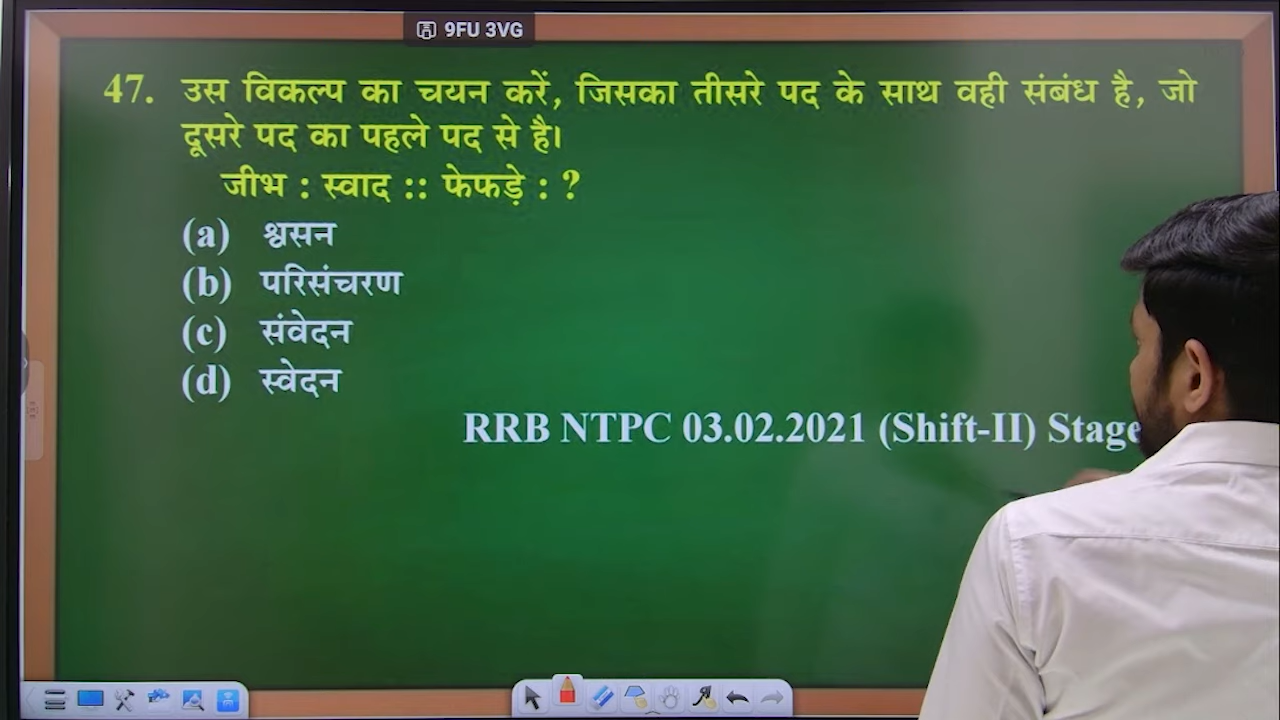 9FU 3VG
47. उस विकल्प का चयन करें, जिसका तीसरे पद के साथ वही संबंध है, जो
दूसरे पद का पहले पद से है।
जीभ : स्वाद :: फेफड़े : ?
(a) श्वसन
(b) परिसंचरण
(c) संवेदन
(d) स्वेदन
RRB NTPC 03.02.2021 (Shift-II) Stage